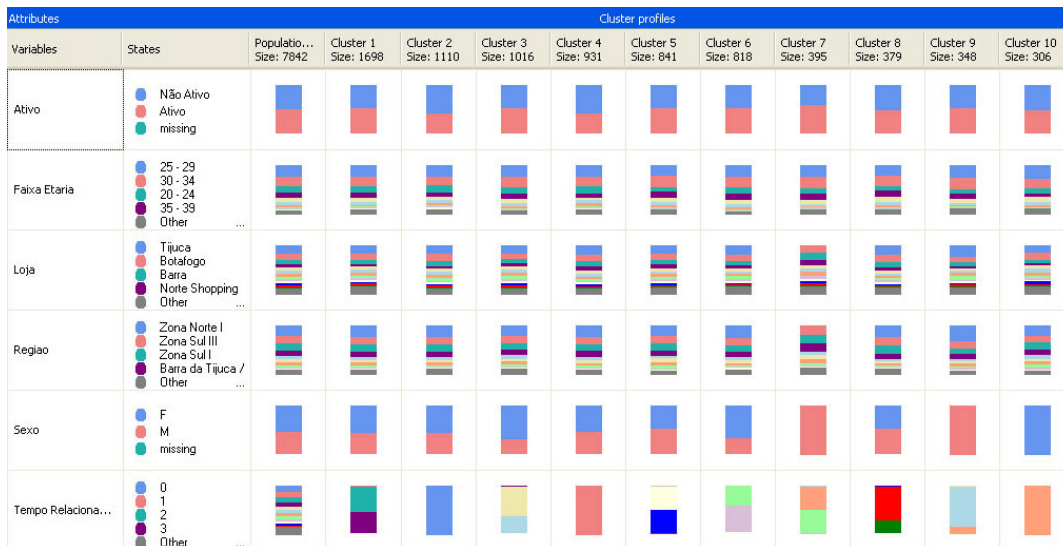 Attributes Cluster profiles
Variables States Populatio... Size: 7842 Cluster 1 Size: 1698 Cluster 2 Size: 1110 Cluster 3 Size: 1016 Cluster 4 Size: 931 Cluster 5 Size: 841 Cluster 6 Size: 818 Cluster 7 Size: 395 Cluster 8 Size: 379 Cluster 9 Size: 348 Cluster 10 Size: 306
Ativo
Não Ativo
Ativo
missing
Faixa Etaria
25 - 29
30 - 34
20 - 24
35 - 39
Other ...
Loja
Tijuca
Botafogo
Barra
Norte Shopping
Other ...
Regiao
Zona Norte I
Zona Sul III
Zona Sul I
Barra da Tijuca /
Other ...
Sexo
F
M
missing
Tempo Relaciona...
0
1
2
3
Other